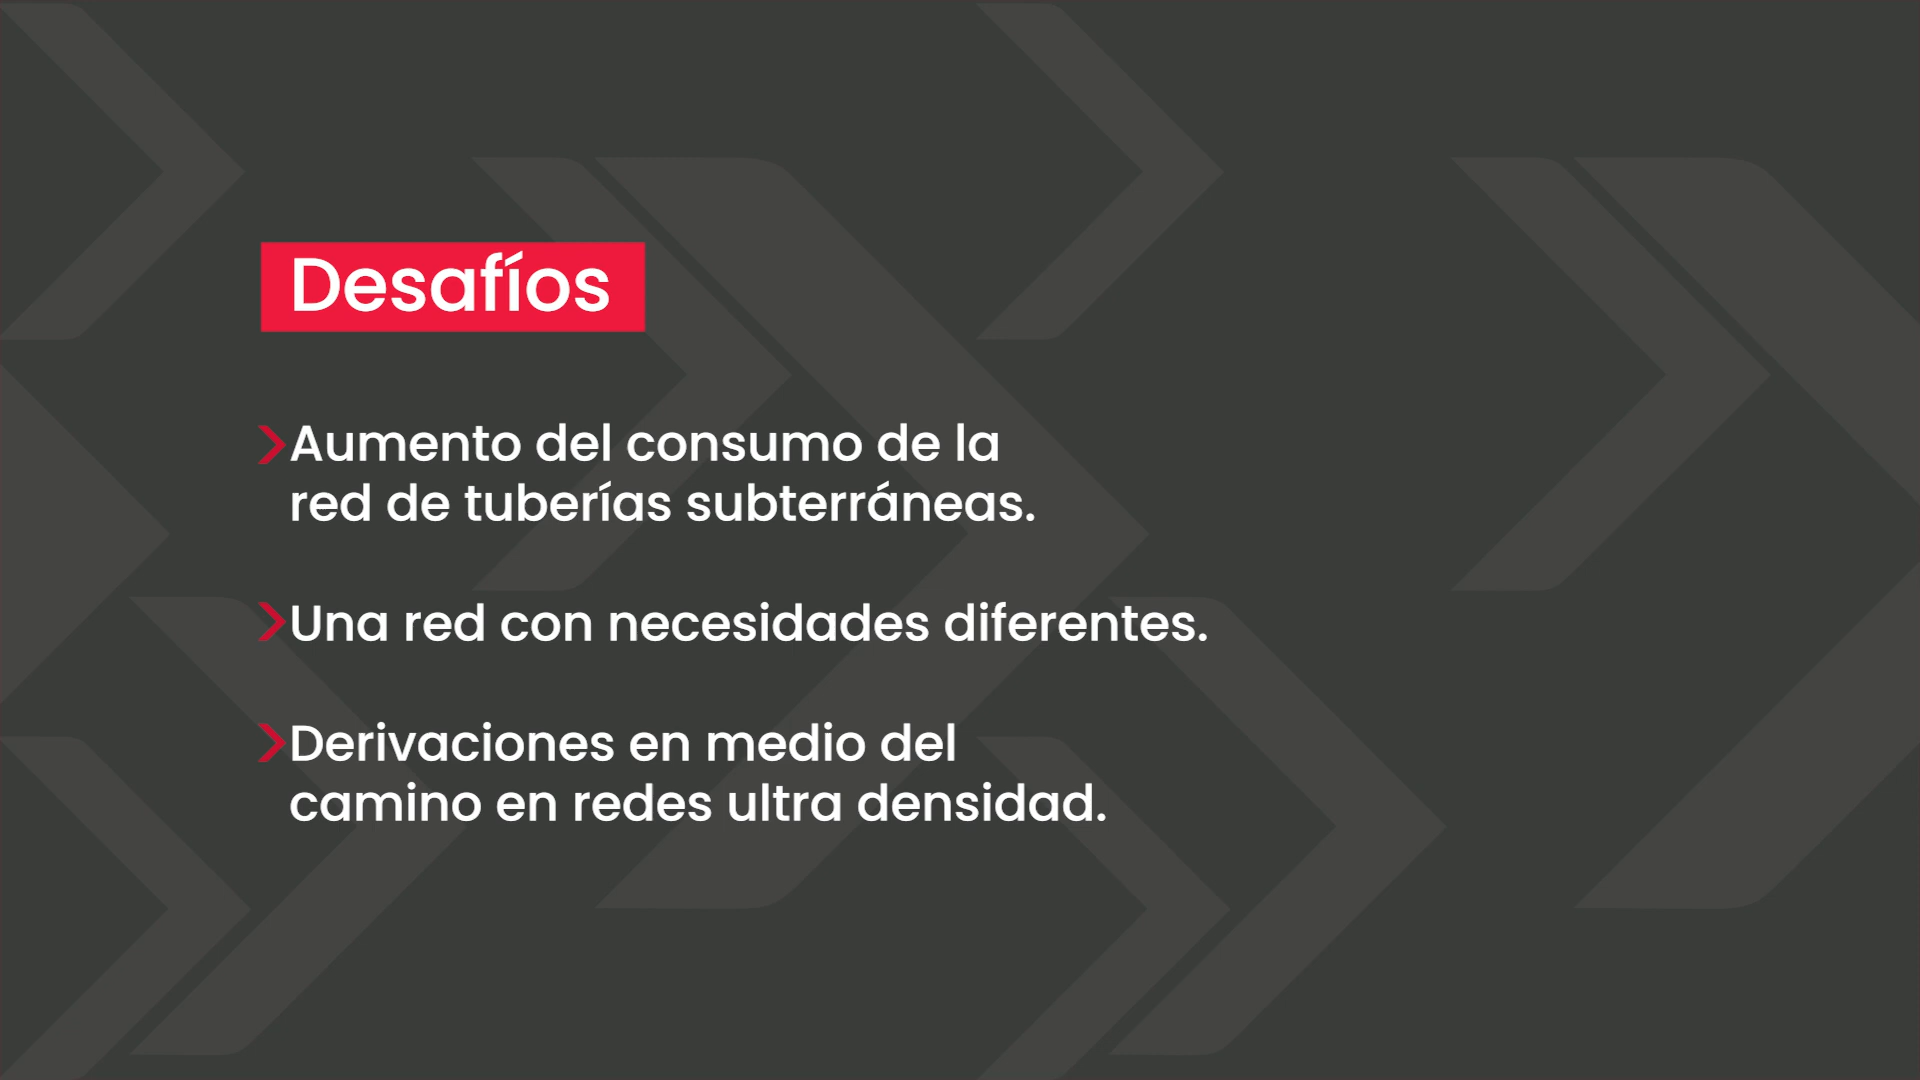 Desafíos
Aumento del consumo de la
red de tuberías subterráneas.
Una red con necesidades diferentes.
Derivaciones en medio del
camino en redes ultra densidad.